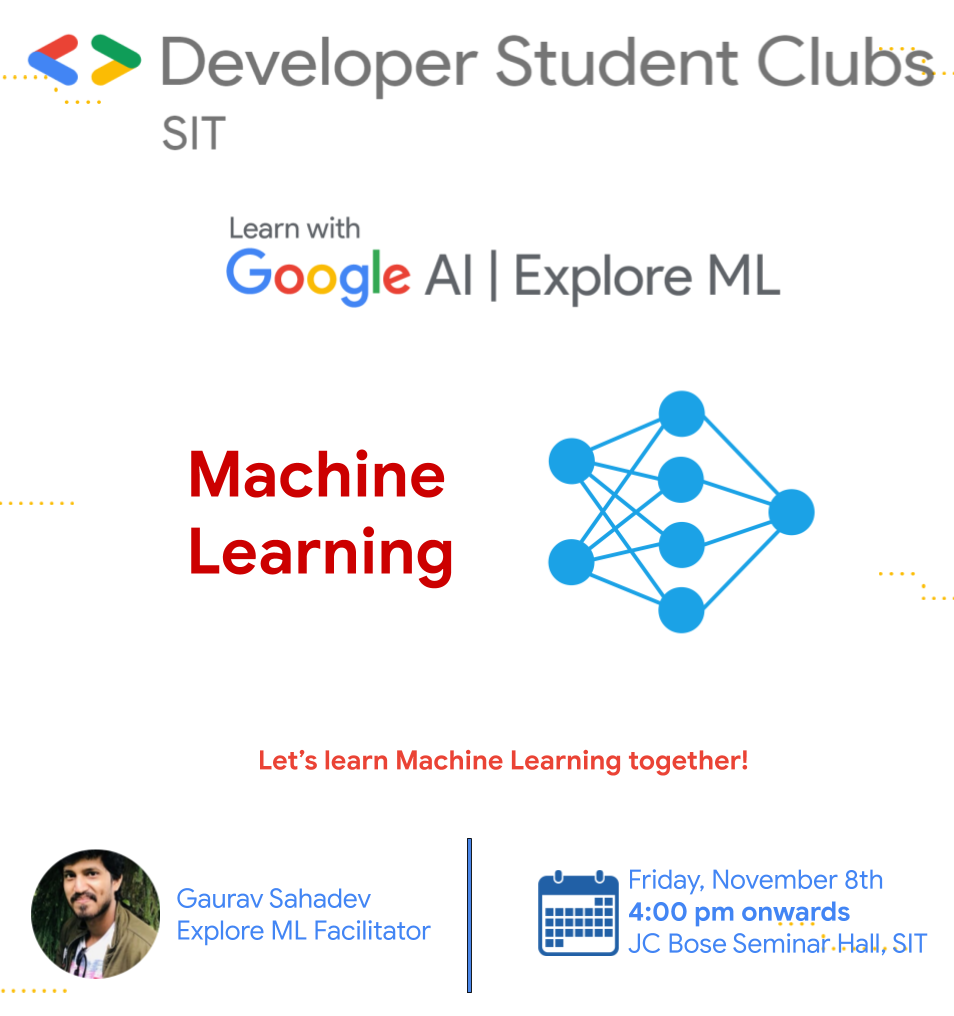 Developer Student Clubs
SIT
Learn with
Google AI | Explore ML
Machine
Learning
Let’s learn Machine Learning together!
Gaurav Sahadev
Explore ML Facilitator
Friday, November 8th
4:00 pm onwards
JC Bose Seminar Hall, SIT